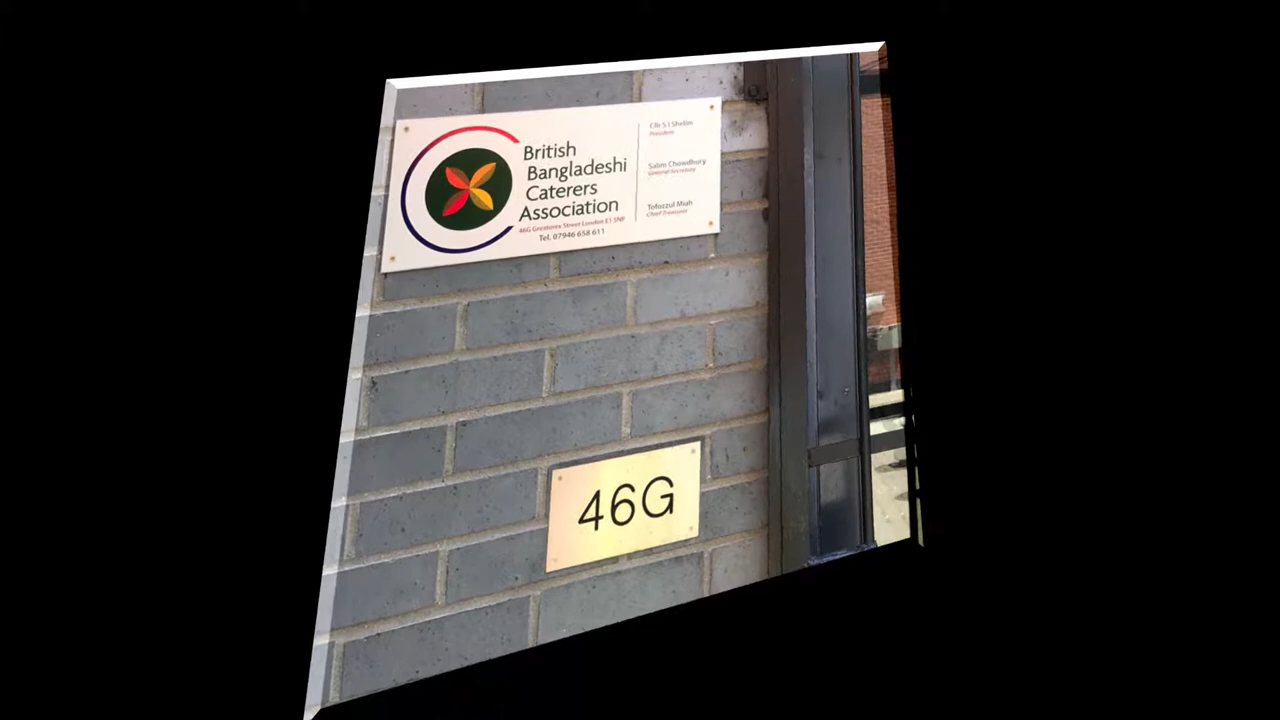 British
Bangladeshi
Caterers
Association
46G Greatorex Street London E1 5NP
Tel. 07946 658 611
Cllr S I Shelim
President
Salim Chowdhury
General Secretary
Tofozzul Miah
Chief Treasurer
46G